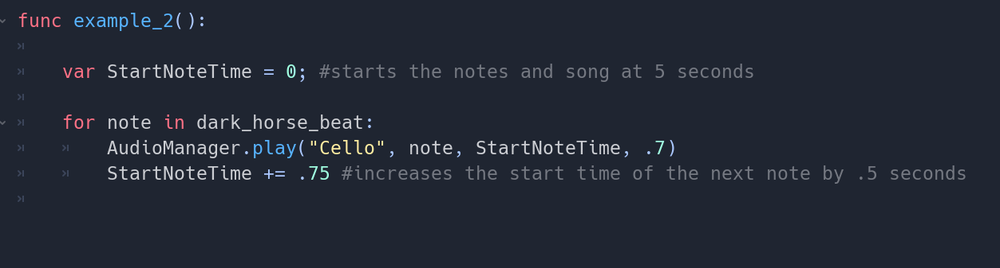 func example_2():
var StartNoteTime = 0; #starts the notes and song at 5 seconds
for note in dark_horse_beat:
AudioManager.play("Cello", note, StartNoteTime, .7)
StartNoteTime += .75 #increases the start time of the next note by .5 seconds